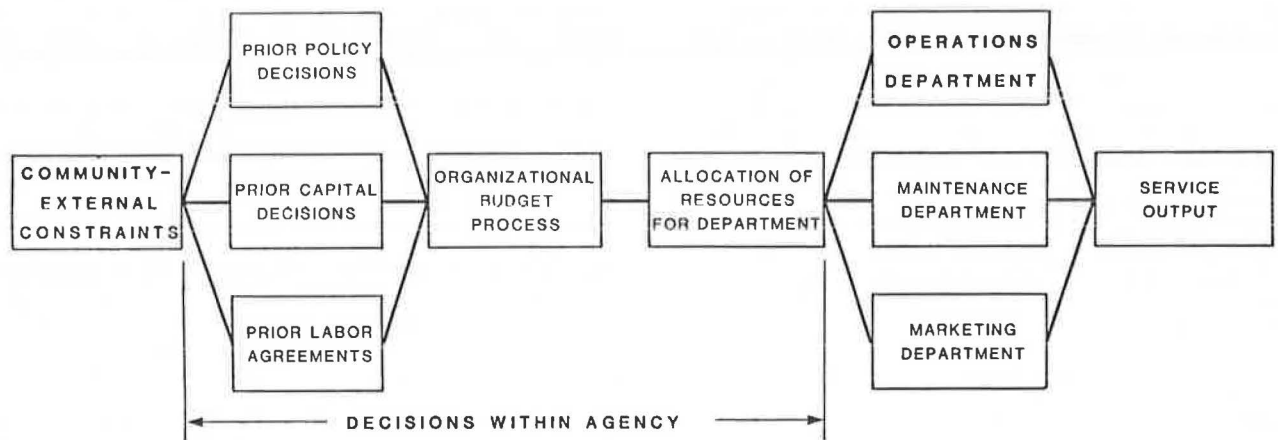 PRIOR POLICY
DECISIONS
OPERATIONS
DEPARTMENT
COMMUNITY-
EXTERNAL
CONSTRAINTS
PRIOR CAPITAL
DECISIONS
ORGANIZATIONAL
BUDGET
PROCESS
ALLOCATION OF
RESOURCES
FOR DEPARTMENT
MAINTENANCE
DEPARTMENT
SERVICE
OUTPUT
PRIOR LABOR
AGREEMENTS
MARKETING
DEPARTMENT
DECISIONS WITHIN AGENCY